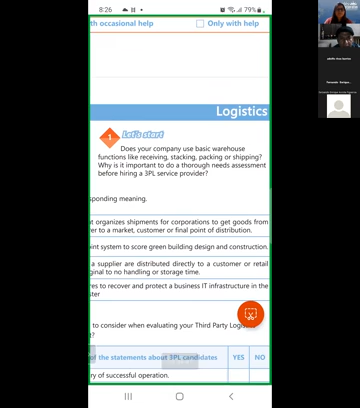 8:26
79%
th occasional help
Only with help
Logistics
1
Let's start
Does your company use basic warehouse
functions like receiving, stacking, packing or shipping?
Why is it important to do a thorough needs assessment
before hiring a 3PL service provider?
sponding meaning.
at organizes shipments for corporations to get goods from
er to a market, customer or final point of distribution.
oint system to score green building design and construction.
a supplier are distributed directly to a customer or retail
ginal to no handling or storage time.
res to recover and protect a business IT infrastructure in the
ster
to consider when evaluating your Third Party Logis
t?
of the statements about 3PL candidates
YES
NO
ry of successful operation.